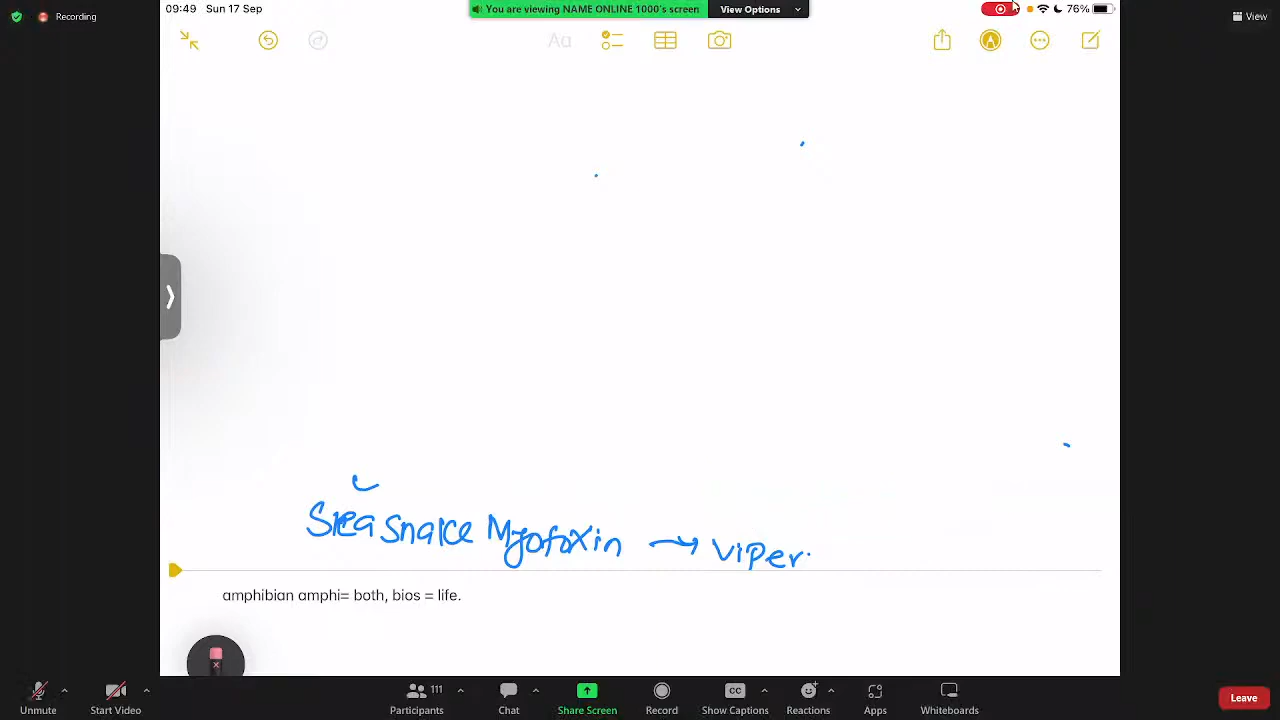 09:49 Sun 17 Sep
You are viewing NAME ONLINE 1000's screen
View Options
76%
Recording
View
Aa
Sea snake Myotoxin → viper.
amphibian amphi= both, bios = life.
Unmute
Start Video
111
Participants
Chat
Share Screen
Record
CC
Show Captions
Reactions
Apps
Whiteboards
Leave